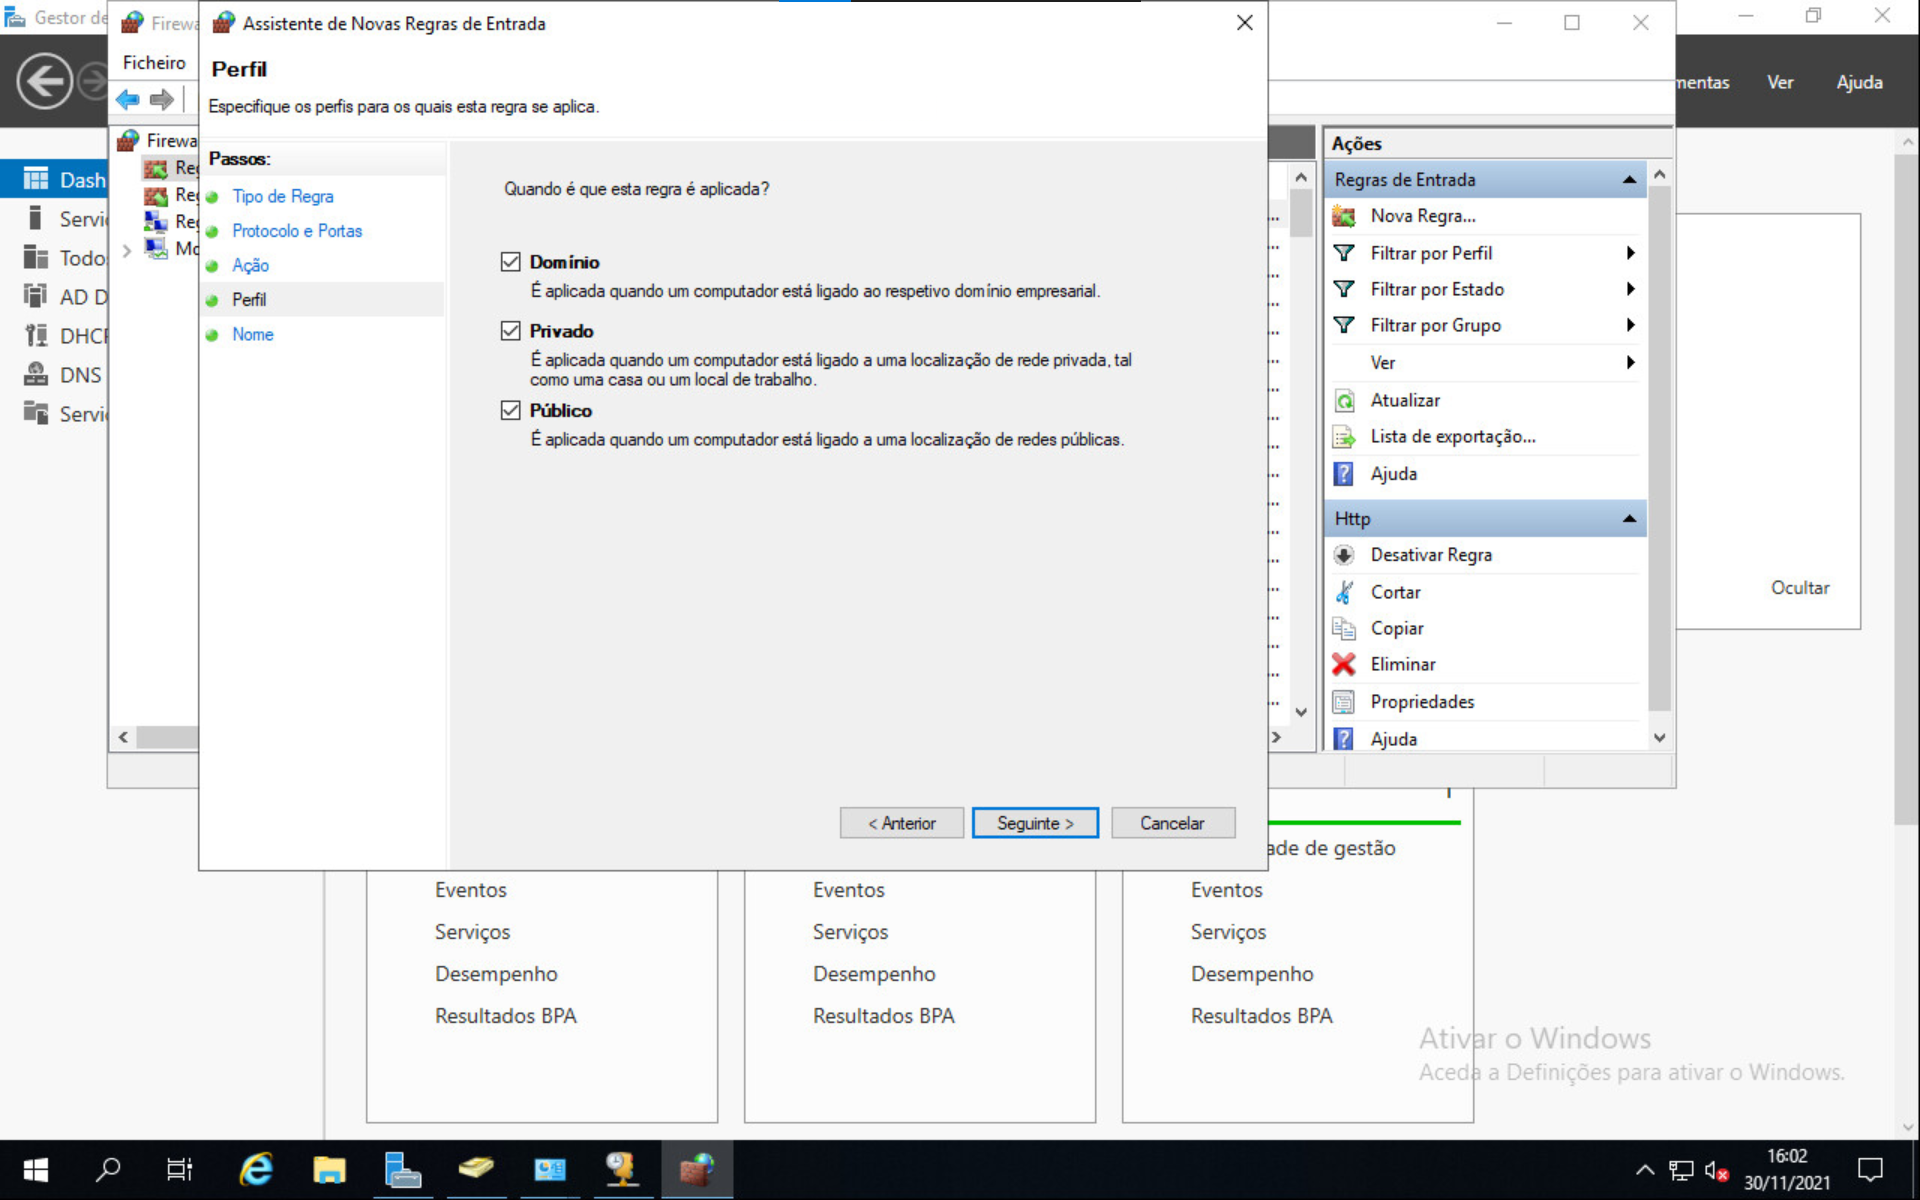 Gestor de
Firewa
Assistente de Novas Regras de Entrada
Ficheiro
Perfil
Especifique os perfis para os quais esta regra se aplica.
mentas
Ver
Ajuda
Firewa
Reg
Reg
Reg
Mo
Dash
Servi
Todos
AD D
DHCP
DNS
Servi
Passos:
Tipo de Regra
Protocolo e Portas
Ação
Perfil
Nome
Quando é que esta regra é aplicada?
Domínio
É aplicada quando um computador está ligado ao respetivo domínio empresarial.
Privado
É aplicada quando um computador está ligado a uma localização de rede privada, tal
como uma casa ou um local de trabalho.
Público
É aplicada quando um computador está ligado a uma localização de redes públicas.
< Anterior
Seguinte >
Cancelar
Ações
Regras de Entrada
Nova Regra...
Filtrar por Perfil
Filtrar por Estado
Filtrar por Grupo
Ver
Atualizar
Lista de exportação...
Ajuda
Http
Desativar Regra
Cortar
Copiar
Eliminar
Propriedades
Ajuda
Ocultar
ade de gestão
Eventos
Serviços
Desempenho
Resultados BPA
Eventos
Serviços
Desempenho
Resultados BPA
Eventos
Serviços
Desempenho
Resultados BPA
Ativar o Windows
Aceda a Definições para ativar o Windows.
16:02
30/11/2021